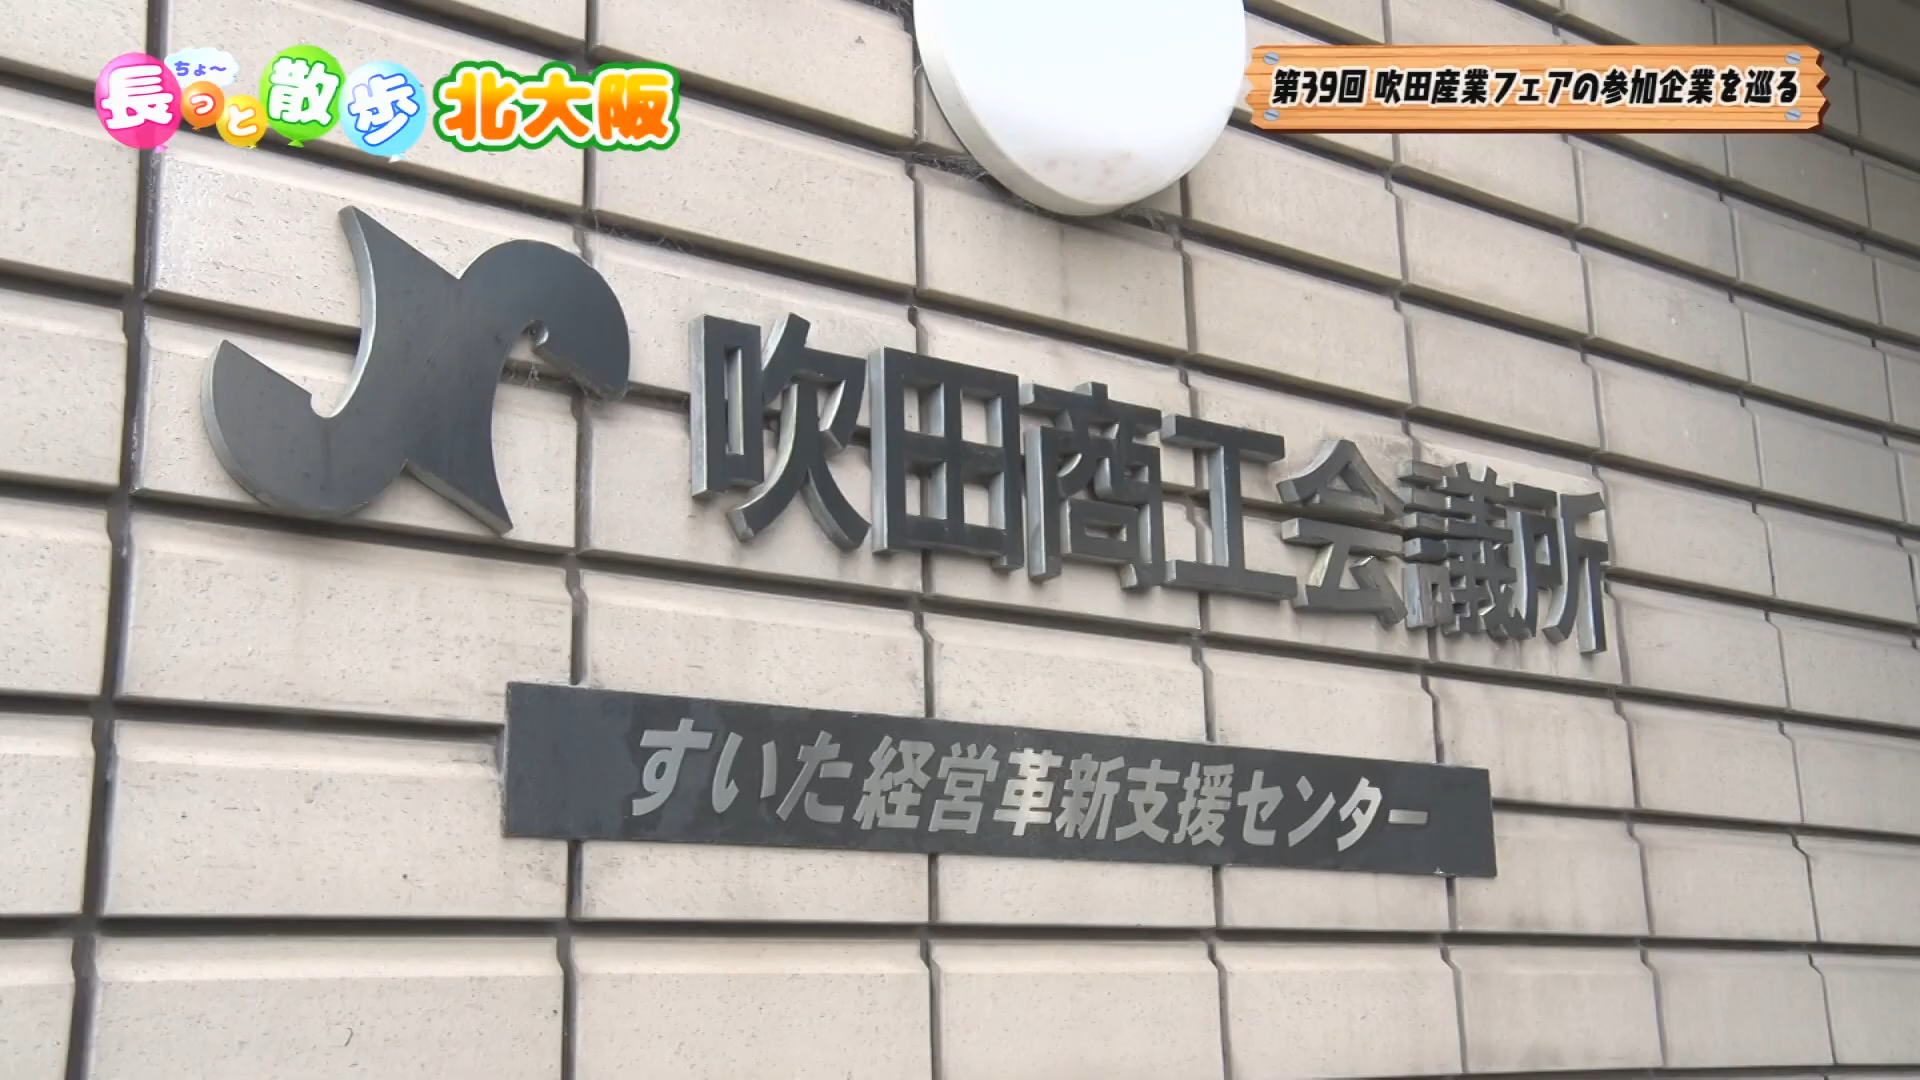 長っと散歩 北大阪
ちょ～
第39回 吹田産業フェアの参加企業を巡る
吹田商工会議所
すいた経営革新支援センター